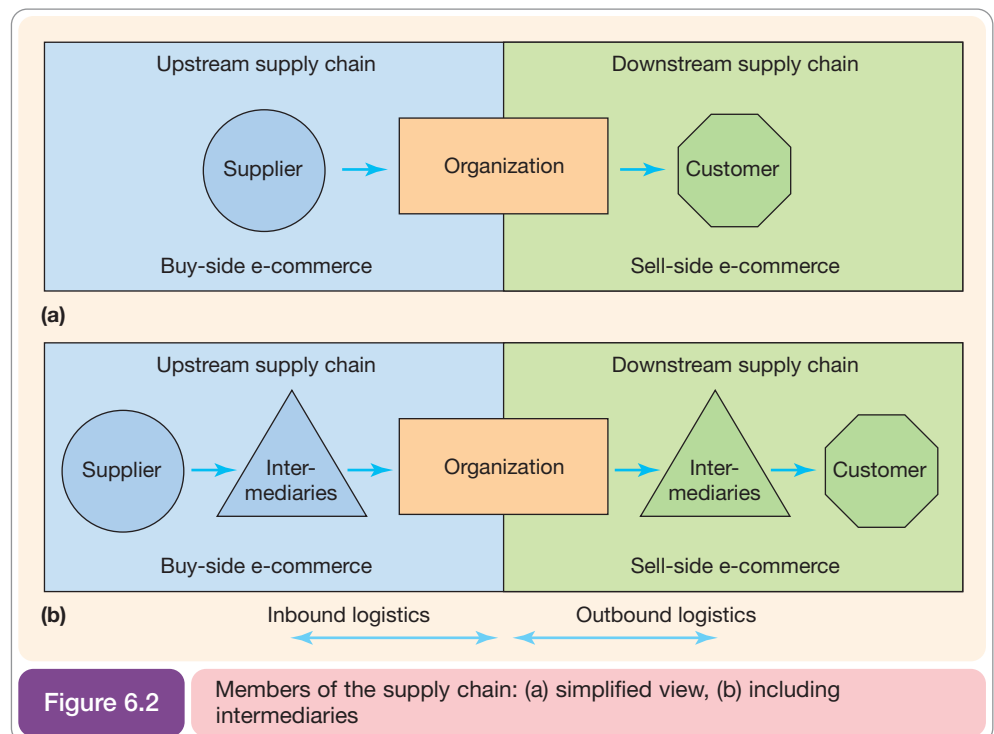 Upstream supply chain
Downstream supply chain
Supplier
Organization
Customer
Buy-side e-commerce
Sell-side e-commerce
(a)
Upstream supply chain
Downstream supply chain
Supplier
Inter-
mediaries
Organization
Inter-
mediaries
Customer
Buy-side e-commerce
Sell-side e-commerce
(b)
Inbound logistics
Outbound logistics
Figure 6.2
Members of the supply chain: (a) simplified view, (b) including
intermediaries